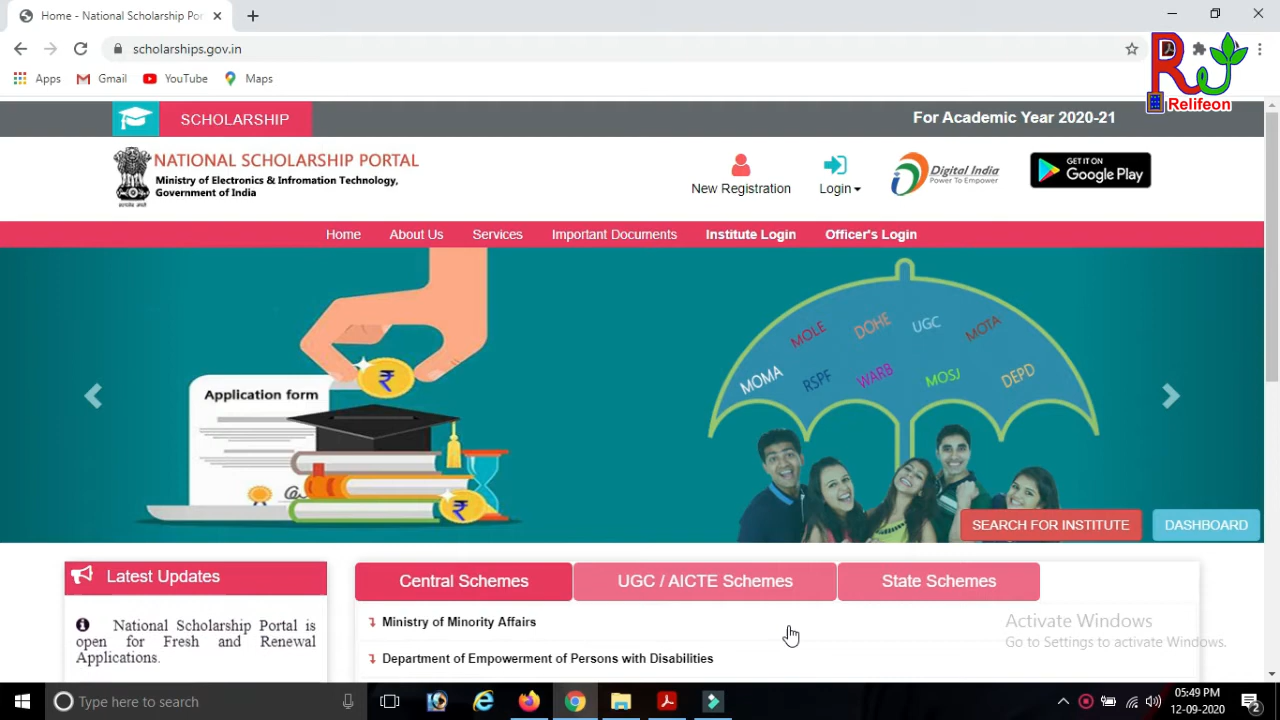 Home - National Scholarship Por
scholarships.gov.in
Apps
Gmail
YouTube
Maps
Relifeon
SCHOLARSHIP
For Academic Year 2020-21
NATIONAL SCHOLARSHIP PORTAL
Ministry of Electronics & Infromation Technology,
Government of India
New Registration
Login
Digital India
Power To Empower
GET IT ON
Google Play
Home
About Us
Services
Important Documents
Institute Login
Officer's Login
Application form
₹
₹
MOMA
MOLE
RSPF
DOHE
WARB
UGC
MOSJ
MOTA
DEPD
SEARCH FOR INSTITUTE
DASHBOARD
Latest Updates
National Scholarship Portal is
open for Fresh and Renewal
Applications.
Central Schemes
UGC / AICTE Schemes
State Schemes
Ministry of Minority Affairs
Department of Empowerment of Persons with Disabilities
Activate Windows
Go to Settings to activate Windows.
Type here to search
05:49 PM
12-09-2020
2